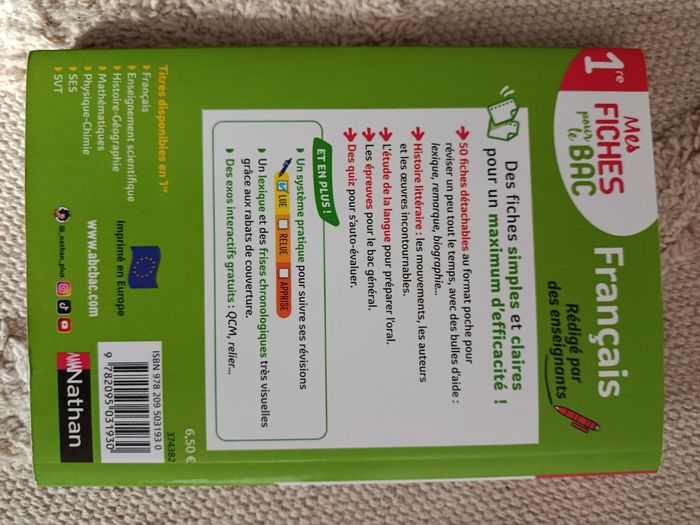 1re
Mes
FICHES
pour
le BAC
Français
Rédigé par
des enseignants
Des fiches simples et claires
pour un maximum d'efficacité !
50 fiches détachables au format poche pour
réviser un peu tout le temps, avec des bulles d'aide :
lexique, remarque, biographie...
Histoire littéraire : les mouvements, les auteurs
et les œuvres incontournables.
L'étude de la langue pour préparer l'oral.
Les épreuves pour le bac général.
Des quiz pour s'auto-évaluer.
ET EN PLUS !
Un système pratique pour suivre ses révisions
LUE RELUE APPRISE
Un lexique et des frises chronologiques très visuelles
grâce aux rabats de couverture.
Des exos interactifs gratuits : QCM, relier...
Titres disponibles en 1re
Français
Enseignement scientifique
Histoire-Géographie
Mathématiques
Physique-Chimie
SES
SVT
Imprimé en Europe
www.abcbac.com
@_nathan_plus
374382
6,50 €
ISBN 978 209 503193 0
9 782095 031930
Nathan